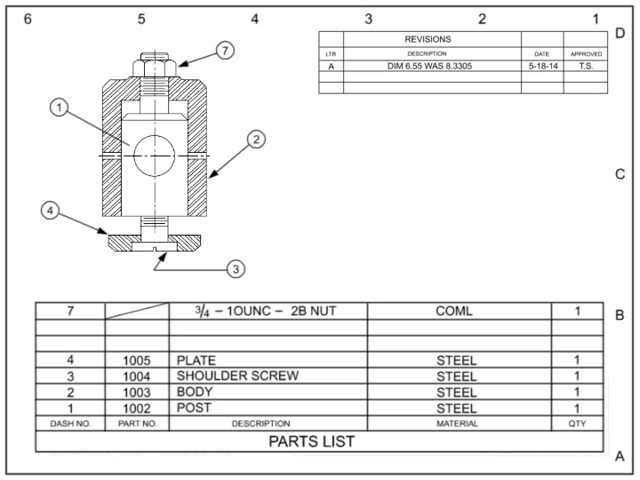 6 5 4 3 2 1
D
REVISIONS
LTR DESCRIPTION DATE APPROVED
A DIM 6.55 WAS 8.3305 5-18-14 T.S.
7
1
2
C
4
3
7 3/4 – 10UNC – 2B NUT COML 1
B
4 1005 PLATE STEEL 1
3 1004 SHOULDER SCREW STEEL 1
2 1003 BODY STEEL 1
1 1002 POST STEEL 1
DASH NO. PART NO. DESCRIPTION MATERIAL QTY
PARTS LIST
A